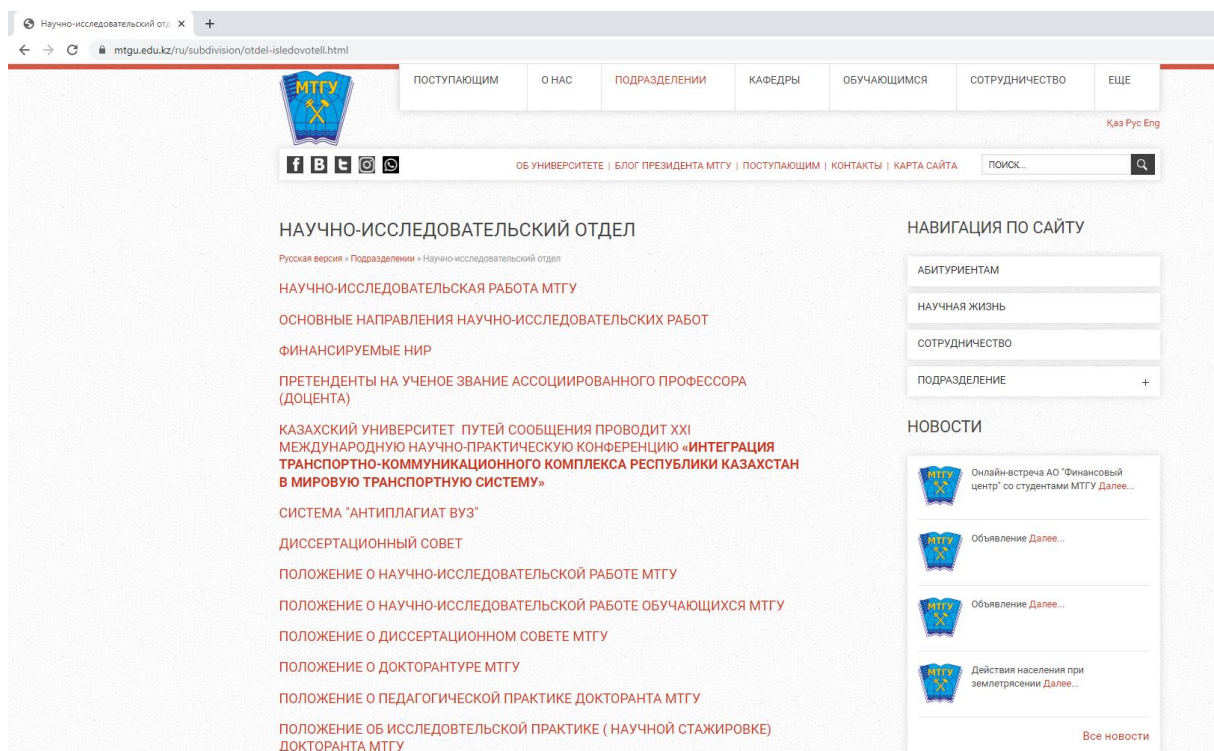 Научно-исследовательский отд
mtgu.edu.kz/ru/subdivision/otdel-isledovotell.html
МТГУ
ПОСТУПАЮЩИМ
О НАС
ПОДРАЗДЕЛЕНИИ
КАФЕДРЫ
ОБУЧАЮЩИМСЯ
СОТРУДНИЧЕСТВО
ЕЩЕ
Қаз Рус Eng
ОБ УНИВЕРСИТЕТЕ | БЛОГ ПРЕЗИДЕНТА МТГУ | ПОСТУПАЮЩИМ | КОНТАКТЫ | КАРТА САЙТА
ПОИСК...
НАУЧНО-ИССЛЕДОВАТЕЛЬСКИЙ ОТДЕЛ
Русская версия » Подразделении » Научно-исследовательский отдел
НАУЧНО-ИССЛЕДОВАТЕЛЬСКАЯ РАБОТА МТГУ
ОСНОВНЫЕ НАПРАВЛЕНИЯ НАУЧНО-ИССЛЕДОВАТЕЛЬСКИХ РАБОТ
ФИНАНСИРУЕМЫЕ НИР
ПРЕТЕНДЕНТЫ НА УЧЕНОЕ ЗВАНИЕ АССОЦИИРОВАННОГО ПРОФЕССОРА
(ДОЦЕНТА)
КАЗАХСКИЙ УНИВЕРСИТЕТ ПУТЕЙ СООБЩЕНИЯ ПРОВОДИТ XXI
МЕЖДУНАРОДНУЮ НАУЧНО-ПРАКТИЧЕСКУЮ КОНФЕРЕНЦИЮ «ИНТЕГРАЦИЯ
ТРАНСПОРТНО-КОММУНИКАЦИОННОГО КОМПЛЕКСА РЕСПУБЛИКИ КАЗАХСТАН
В МИРОВУЮ ТРАНСПОРТНУЮ СИСТЕМУ»
СИСТЕМА "АНТИПЛАГИАТ ВУЗ"
ДИССЕРТАЦИОННЫЙ СОВЕТ
ПОЛОЖЕНИЕ О НАУЧНО-ИССЛЕДОВАТЕЛЬСКОЙ РАБОТЕ МТГУ
ПОЛОЖЕНИЕ О НАУЧНО-ИССЛЕДОВАТЕЛЬСКОЙ РАБОТЕ ОБУЧАЮЩИХСЯ МТГУ
ПОЛОЖЕНИЕ О ДИССЕРТАЦИОННОМ СОВЕТЕ МТГУ
ПОЛОЖЕНИЕ О ДОКТОРАНТУРЕ МТГУ
ПОЛОЖЕНИЕ О ПЕДАГОГИЧЕСКОЙ ПРАКТИКЕ ДОКТОРАНТА МТГУ
ПОЛОЖЕНИЕ ОБ ИССЛЕДОВТЕЛЬСКОЙ ПРАКТИКЕ ( НАУЧНОЙ СТАЖИРОВКЕ)
ДОКТОРАНТА МТГУ
НАВИГАЦИЯ ПО САЙТУ
АБИТУРИЕНТАМ
НАУЧНАЯ ЖИЗНЬ
СОТРУДНИЧЕСТВО
ПОДРАЗДЕЛЕНИЕ +
НОВОСТИ
МТГУ
Онлайн-встреча АО "Финансовый
центр" со студентами МТГУ Далее...
МТГУ
Объявление Далее...
МТГУ
Объявление Далее...
МТГУ
Действия населения при
землетрясении Далее...
Все новости